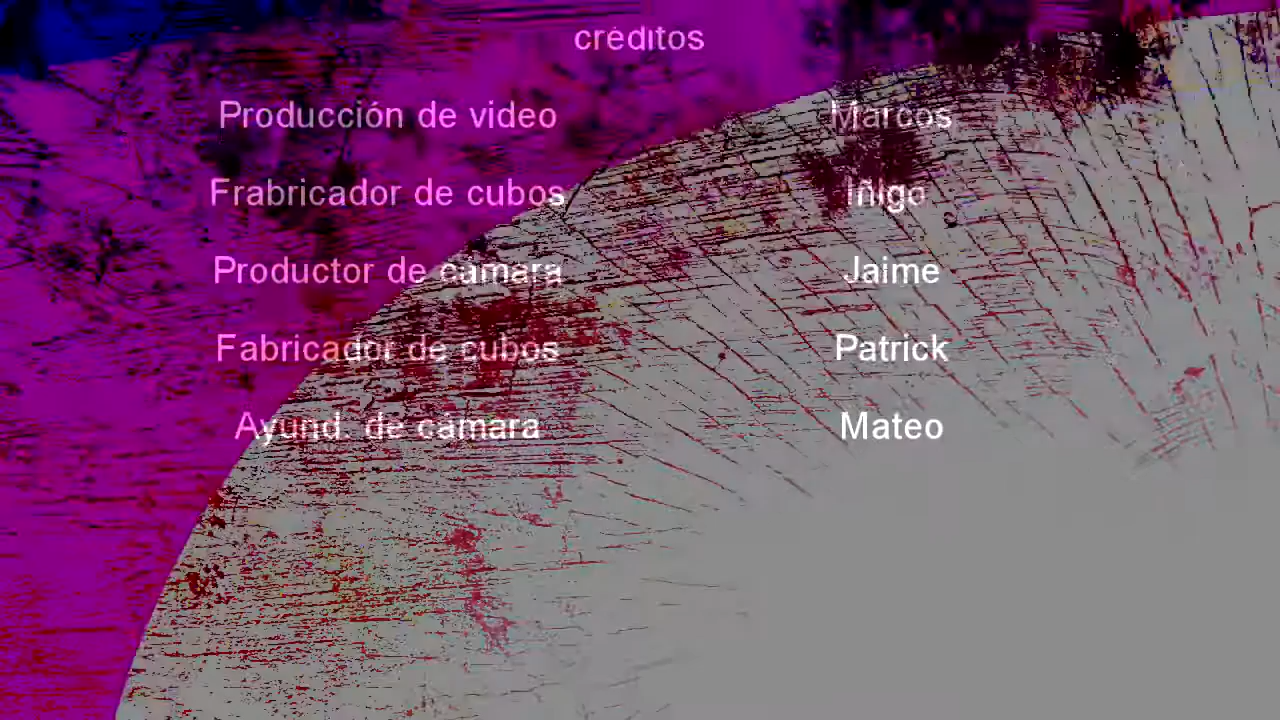 créditos
Producción de video Marcos
Frabricador de cubos Iñigo
Productor de cámara Jaime
Fabricador de cubos Patrick
Ayund. de cámara Mateo